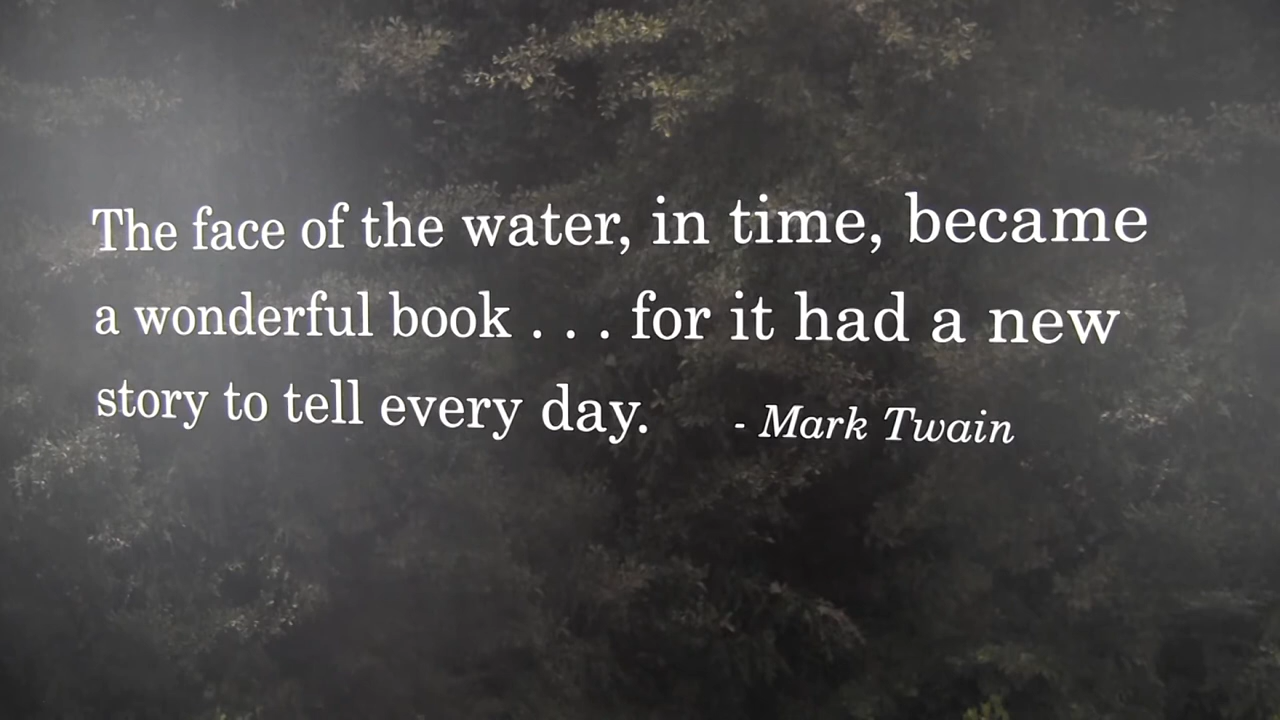 The face of the water, in time, became
a wonderful book . . . for it had a new
story to tell every day. - Mark Twain